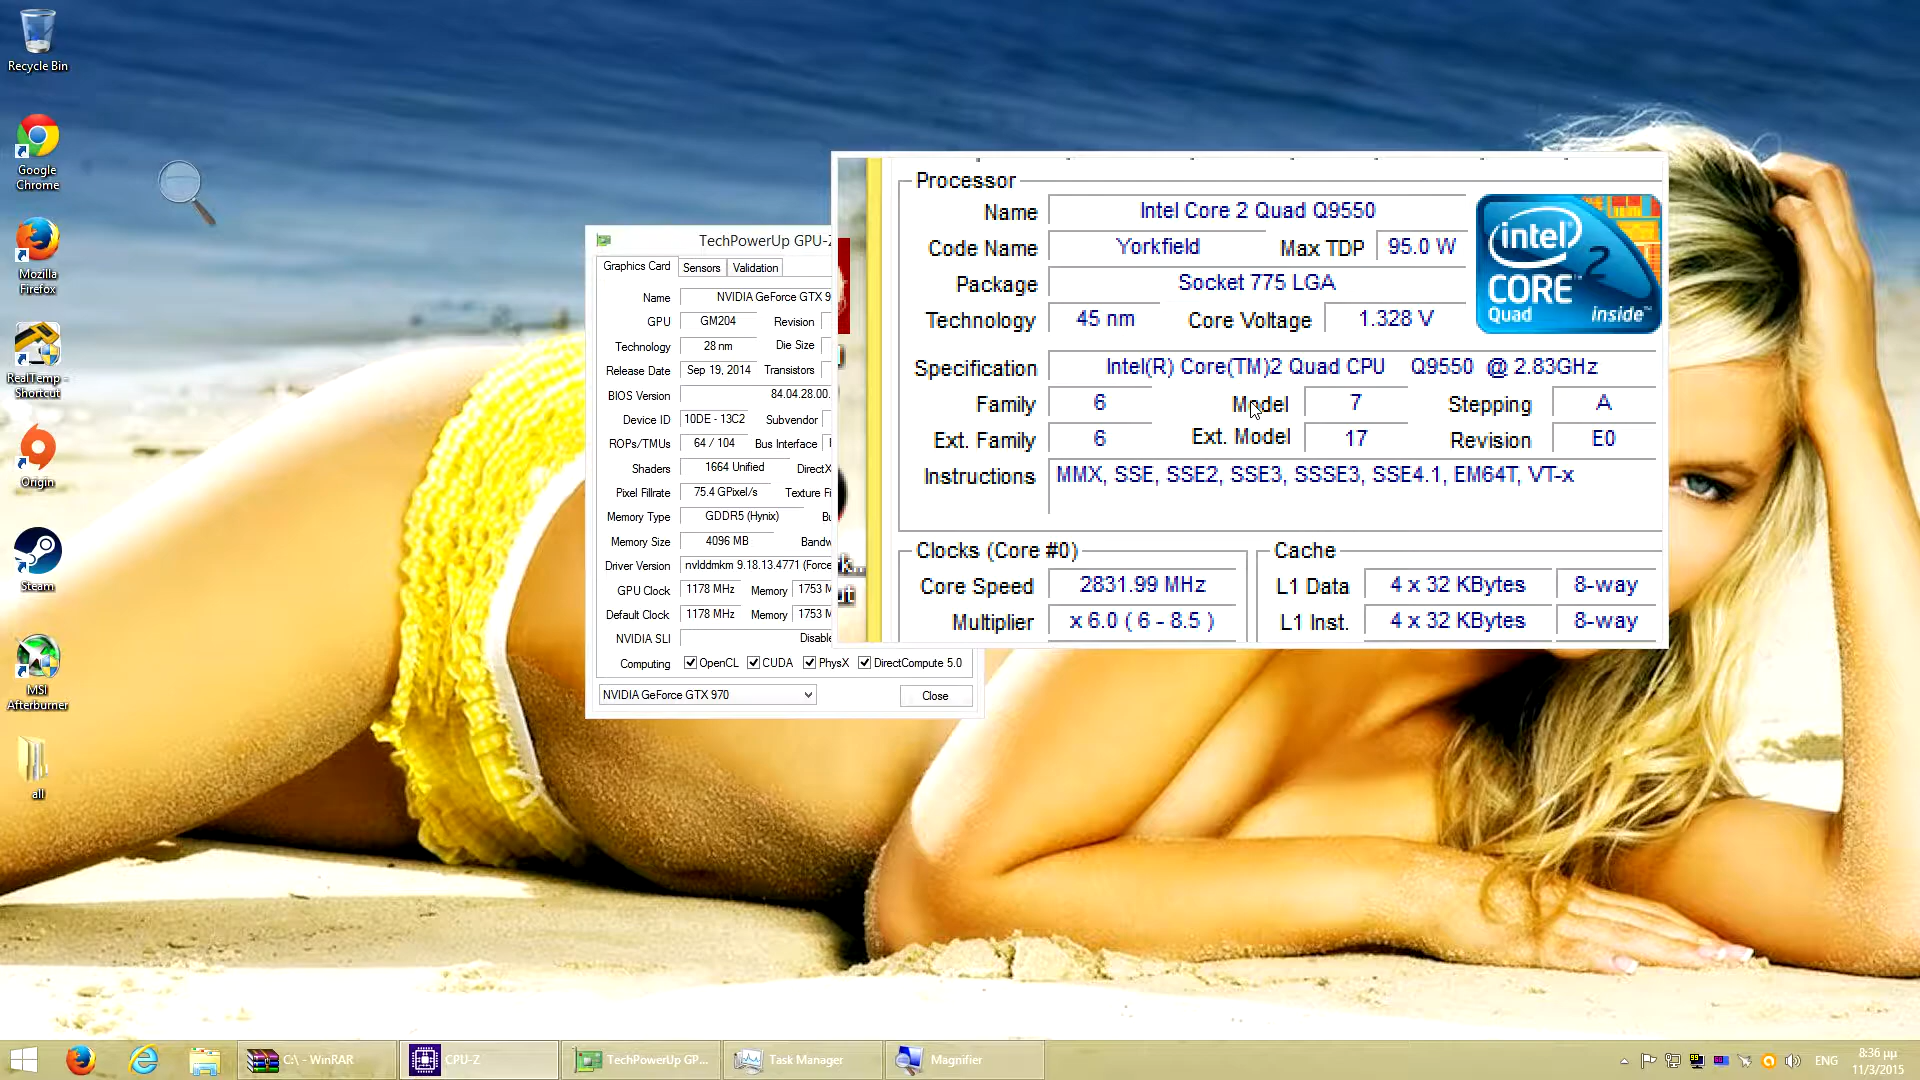 Recycle Bin
Google
Chrome
Mozilla
Firefox
RealTemp -
Shortcut
Origin
Steam
MSI
Afterburner
all
TechPowerUp GPU-Z
Graphics Card Sensors Validation
Name NVIDIA GeForce GTX 9
GPU GM204 Revision
Technology 28 nm Die Size
Release Date Sep 19, 2014 Transistors
BIOS Version 84.04.28.00.
Device ID 10DE - 13C2 Subvendor
ROPs/TMUs 64 / 104 Bus Interface
Shaders 1664 Unified DirectX
Pixel Fillrate 75.4 GPixel/s Texture Fi
Memory Type GDDR5 (Hynix) Bu
Memory Size 4096 MB Bandw
Driver Version nvlddmkm 9.18.13.4771 (Force
GPU Clock 1178 MHz Memory 1753 M
Default Clock 1178 MHz Memory 1753 M
NVIDIA SLI Disable
Computing OpenCL CUDA PhysX DirectCompute 5.0
NVIDIA GeForce GTX 970 Close
Processor
Name Intel Core 2 Quad Q9550
Code Name Yorkfield Max TDP 95.0 W
Package Socket 775 LGA
Technology 45 nm Core Voltage 1.328 V
intel CORE 2 Quad inside™
Specification Intel(R) Core(TM)2 Quad CPU Q9550 @ 2.83GHz
Family 6 Model 7 Stepping A
Ext. Family 6 Ext. Model 17 Revision E0
Instructions MMX, SSE, SSE2, SSE3, SSSE3, SSE4.1, EM64T, VT-x
Clocks (Core #0) Cache
Core Speed 2831.99 MHz L1 Data 4 x 32 KBytes 8-way
Multiplier x 6.0 ( 6 - 8.5 ) L1 Inst. 4 x 32 KBytes 8-way
C:\ - WinRAR CPU-Z TechPowerUp GP... Task Manager Magnifier
ENG
8:36 μμ
11/3/2015